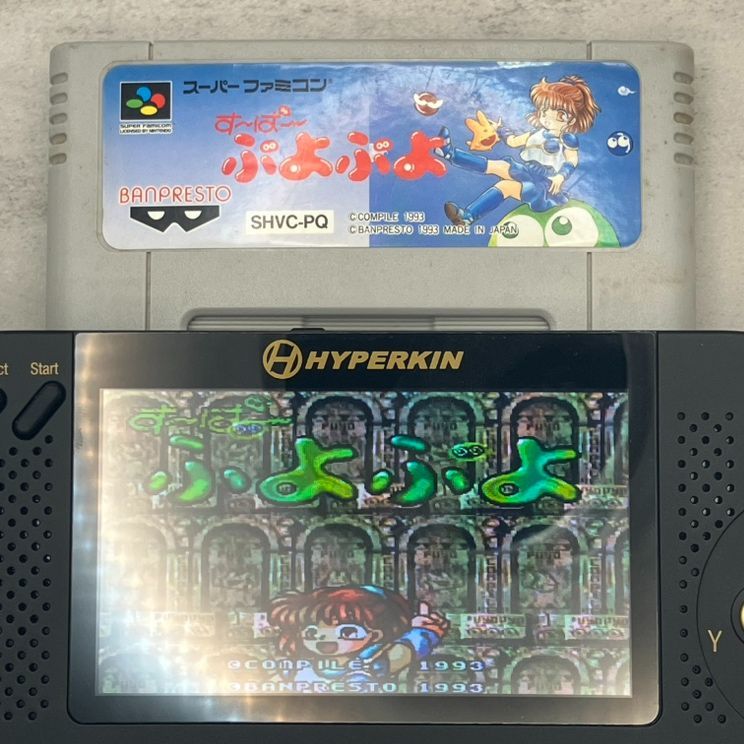 スーパーファミコン
SUPER FAMICOM
LICENSED BY NINTENDO
す〜ぱ〜
ぷよぷよ
BANPRESTO
SHVC-PQ
©COMPILE 1993
©BANPRESTO 1993 MADE IN JAPAN
ct
Start
HYPERKIN
す〜ぱ〜
ぷよぷよ
©COMPILE 1993
©BANPRESTO 1993
Y